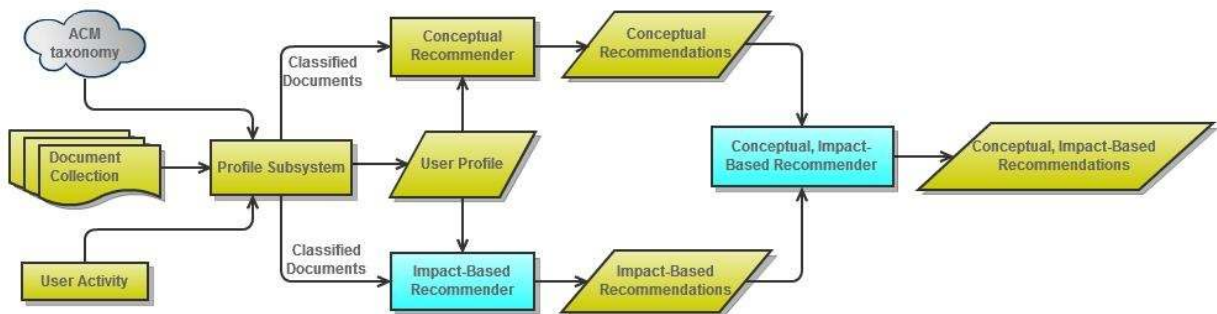 ACM
taxonomy
Document
Collection
User Activity
Profile Subsystem
Classified
Documents
Classified
Documents
Conceptual
Recommender
User Profile
Impact-Based
Recommender
Conceptual
Recommendations
Impact-Based
Recommendations
Conceptual, Impact-
Based Recommender
Conceptual, Impact-Based
Recommendations